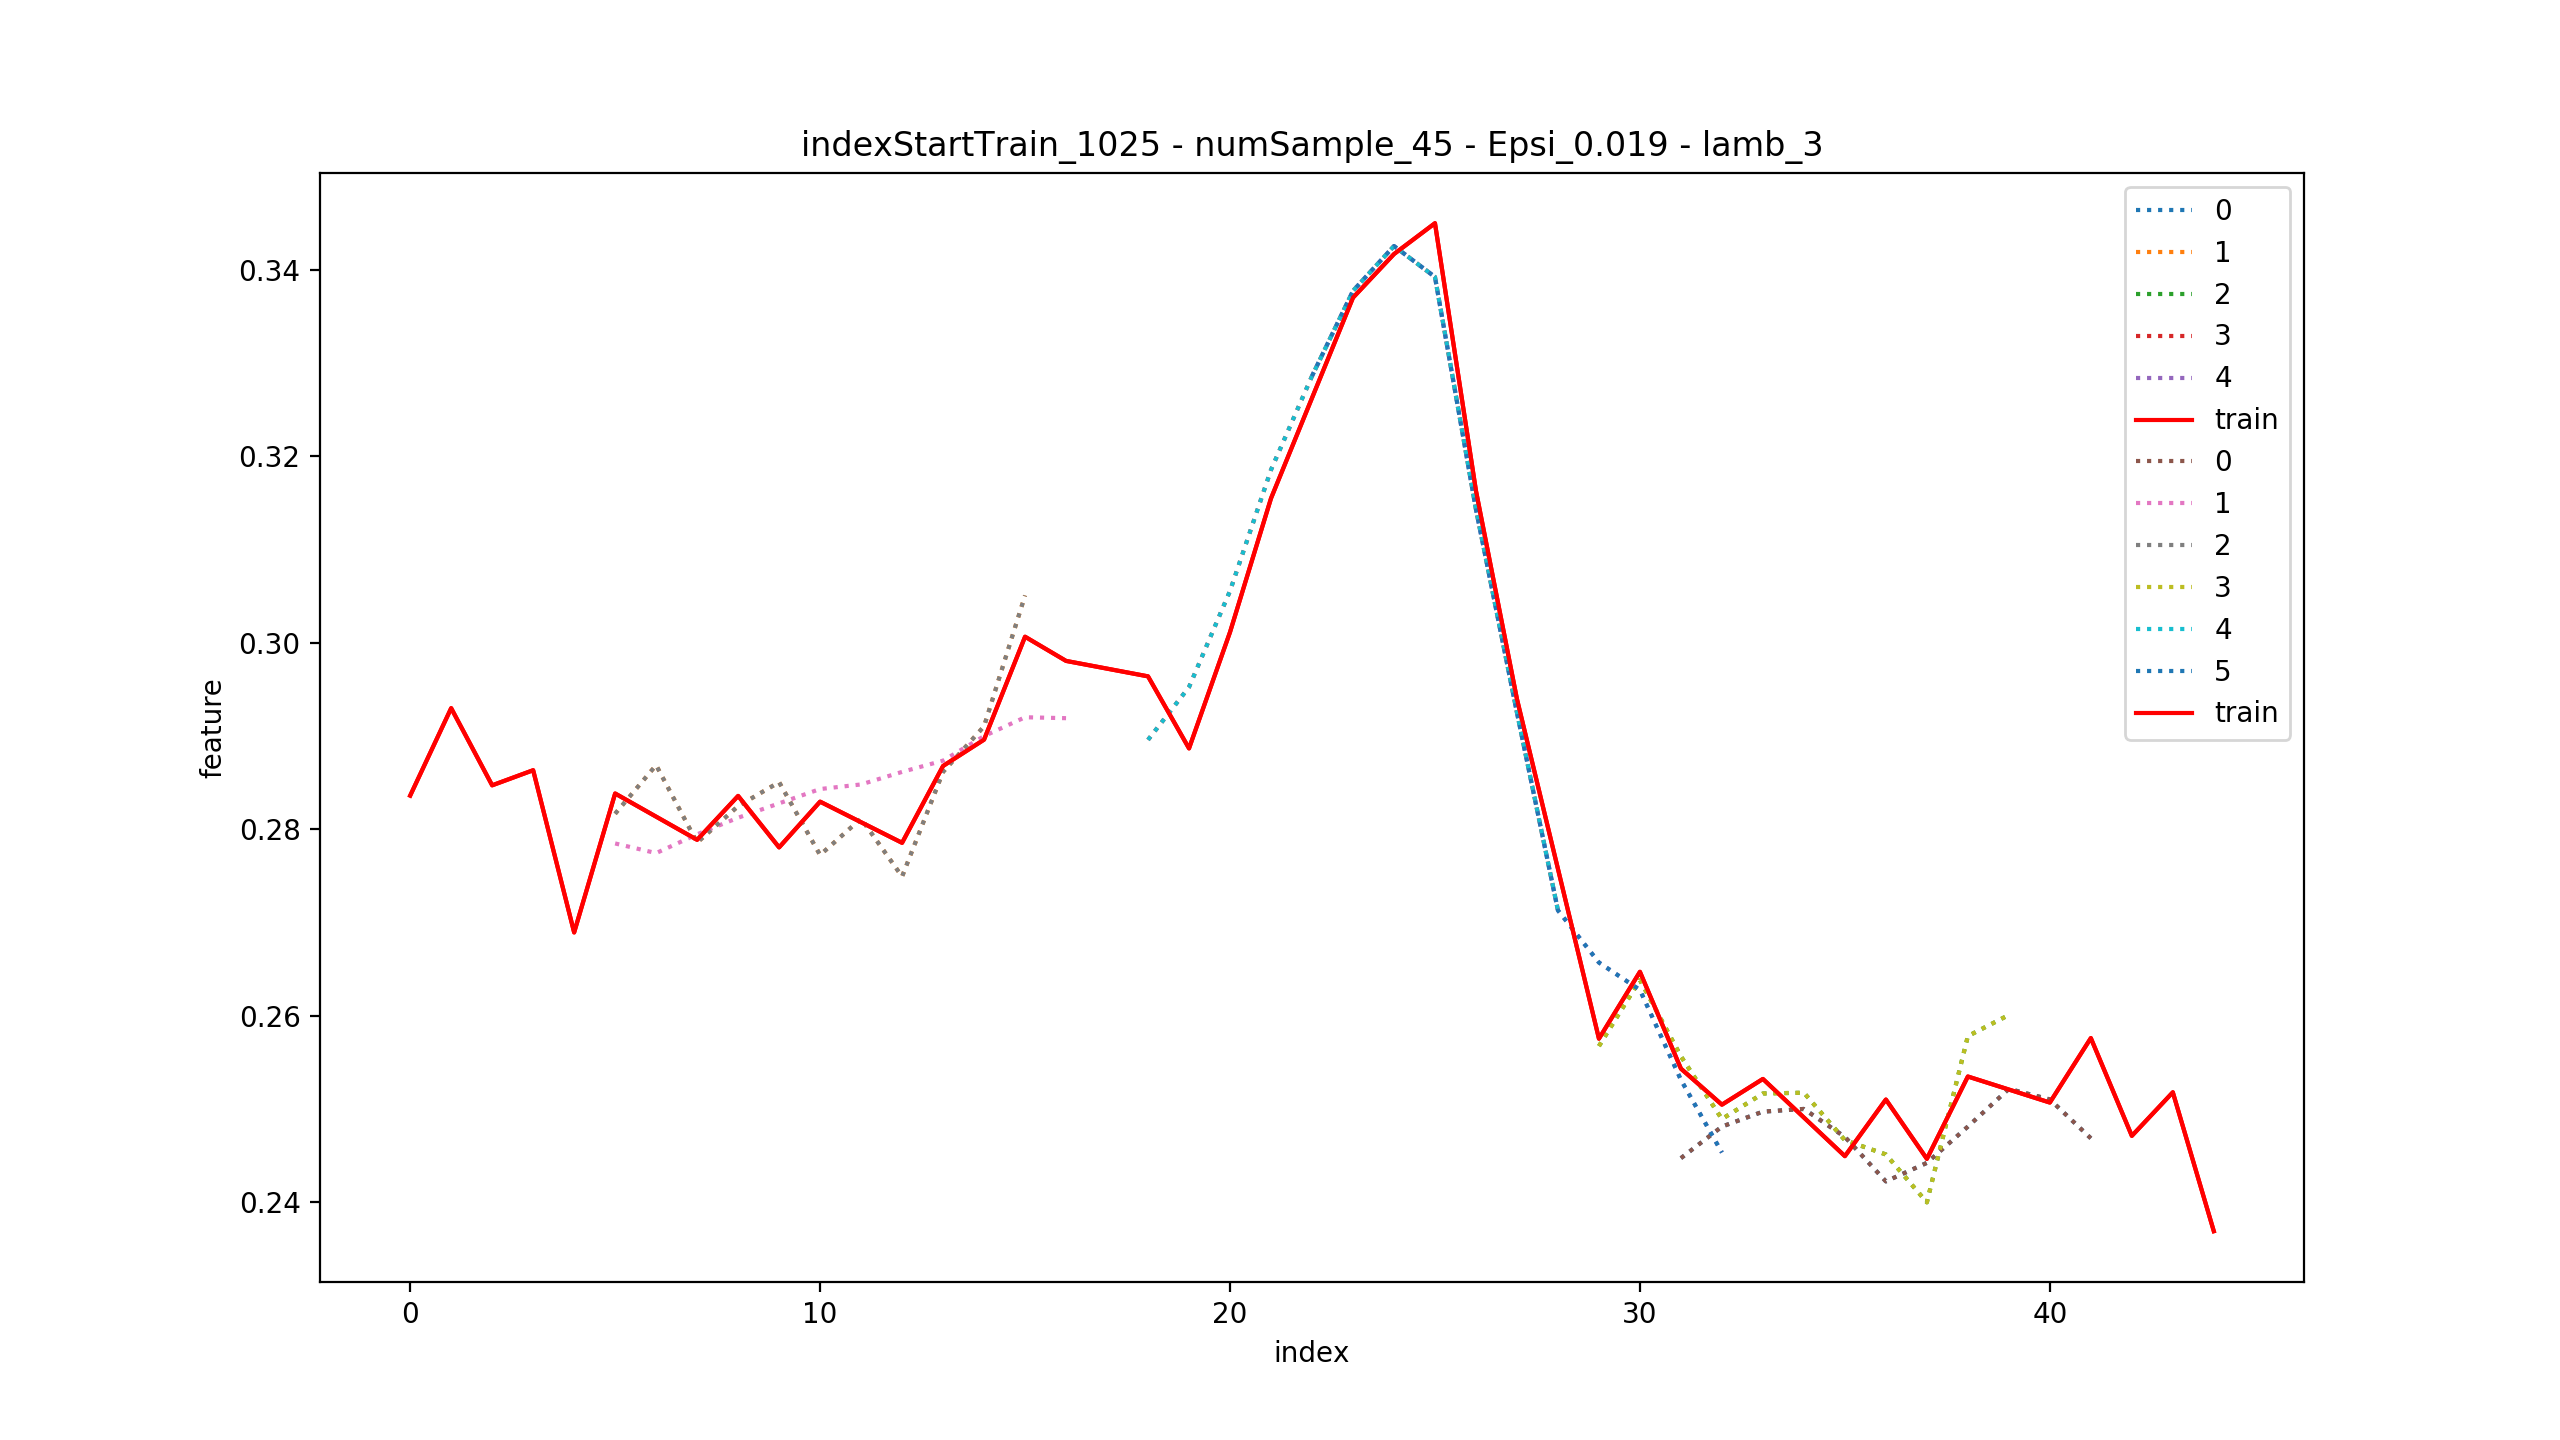 indexStartTrain_1025 - numSample_45 - Epsi_0.019 - lamb_3
0
1
2
3
4
train
0
1
2
3
4
5
train
0.34
0.32
0.30
0.28
0.26
0.24
feature
0 10 20 30 40
index